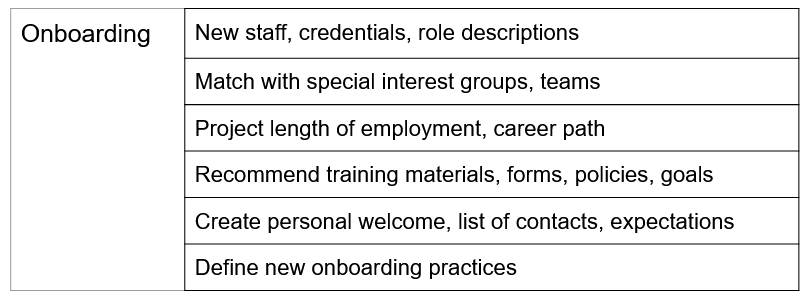 Onboarding
New staff, credentials, role descriptions
Match with special interest groups, teams
Project length of employment, career path
Recommend training materials, forms, policies, goals
Create personal welcome, list of contacts, expectations
Define new onboarding practices